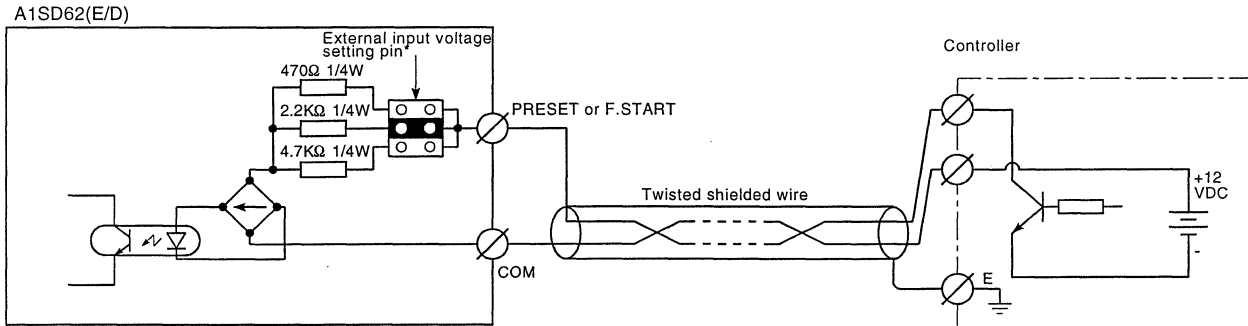 A1SD62(E/D)
External input voltage
setting pin*
Controller
470Ω 1/4W
PRESET or F.START
2.2KΩ 1/4W
4.7KΩ 1/4W
Twisted shielded wire
+12
VDC
-
COM
E